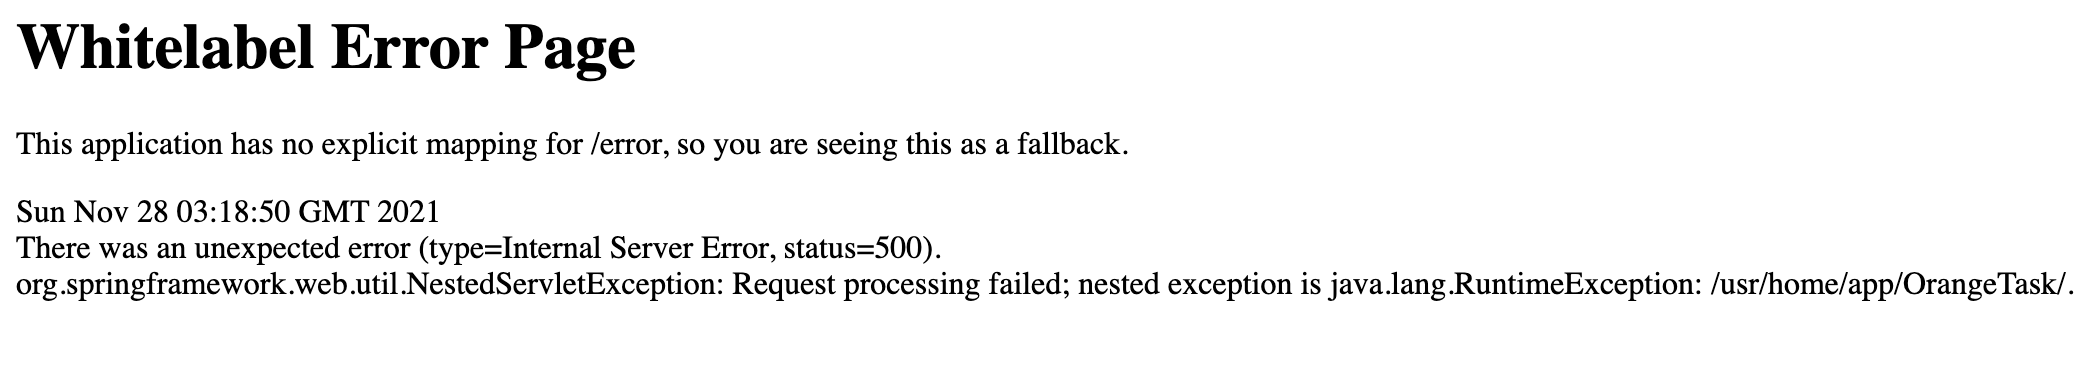 Whitelabel Error Page
This application has no explicit mapping for /error, so you are seeing this as a fallback.
Sun Nov 28 03:18:50 GMT 2021
There was an unexpected error (type=Internal Server Error, status=500).
org.springframework.web.util.NestedServletException: Request processing failed; nested exception is java.lang.RuntimeException: /usr/home/app/OrangeTask/.